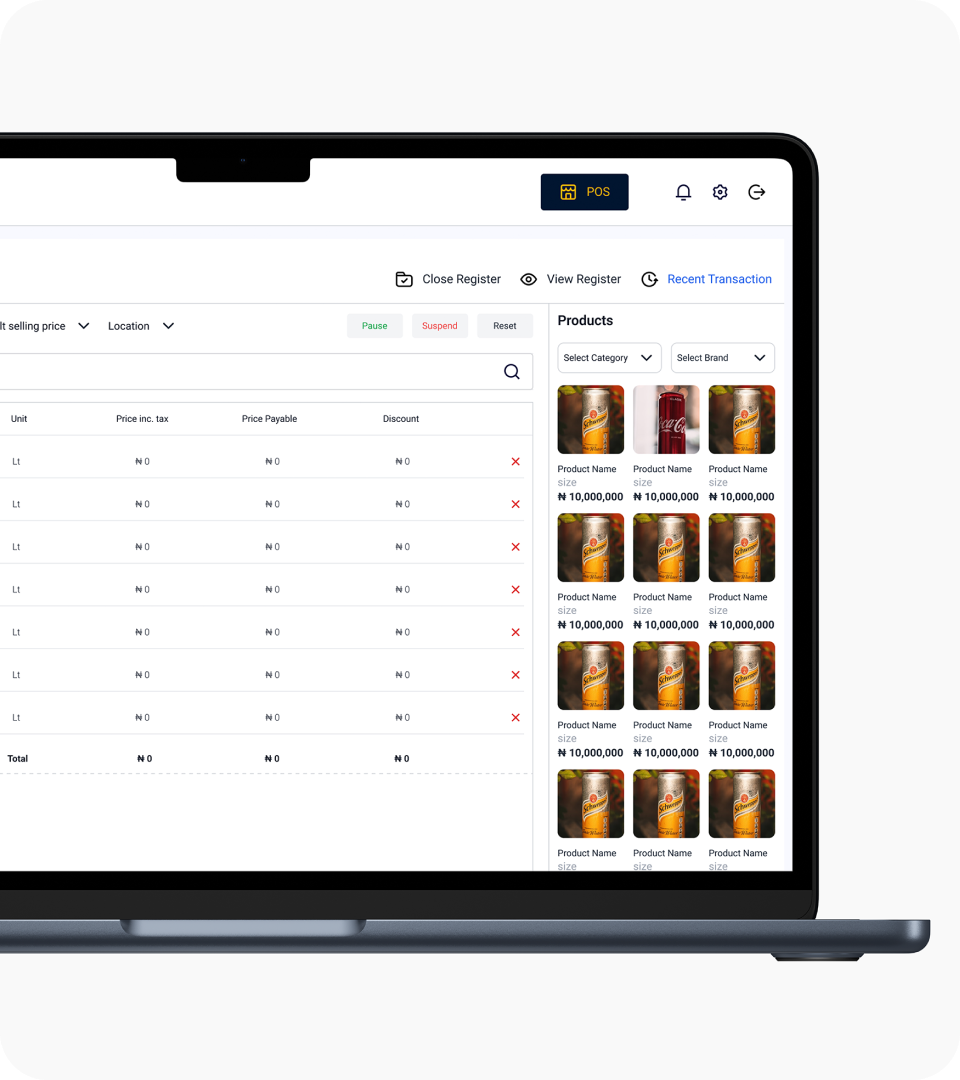 POS
Close Register View Register Recent Transaction
lt selling price Location Pause Suspend Reset
Products
Select Category Select Brand
Unit Price inc. tax Price Payable Discount
Lt ₦ 0 ₦ 0 ₦ 0
Lt ₦ 0 ₦ 0 ₦ 0
Lt ₦ 0 ₦ 0 ₦ 0
Lt ₦ 0 ₦ 0 ₦ 0
Lt ₦ 0 ₦ 0 ₦ 0
Lt ₦ 0 ₦ 0 ₦ 0
Lt ₦ 0 ₦ 0 ₦ 0
Total ₦ 0 ₦ 0 ₦ 0
Product Name Product Name Product Name
size size size
₦ 10,000,000 ₦ 10,000,000 ₦ 10,000,000
Product Name Product Name Product Name
size size size
₦ 10,000,000 ₦ 10,000,000 ₦ 10,000,000
Product Name Product Name Product Name
size size size
₦ 10,000,000 ₦ 10,000,000 ₦ 10,000,000
Product Name Product Name Product Name
size size size